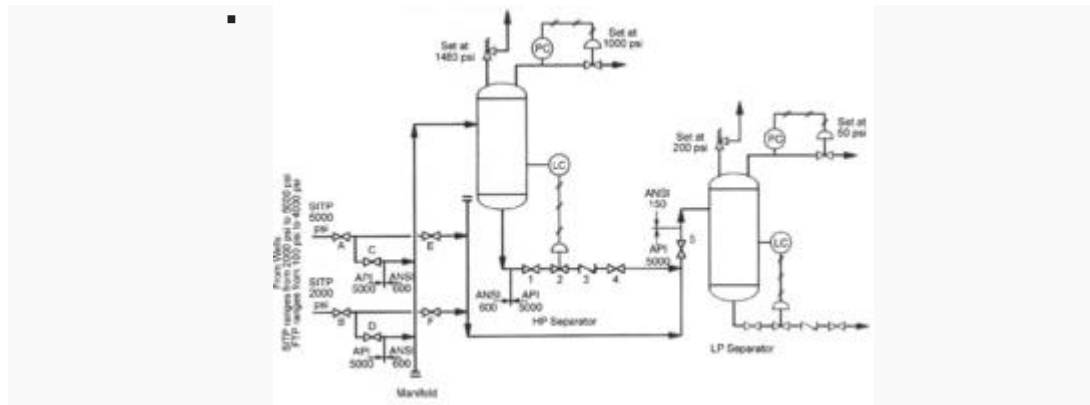 Set at
1480 psi
PC
Set at
1000 psi
Set at
200 psi
PC
Set at
50 psi
LC
LC
ANSI
150
5
API
5000
From Wells
SITP ranges from 2000 psi to 5000 psi
FTP ranges from 100 psi to 4000 psi
SITP
5000
psi
A
C
E
API
5000
ANSI
600
SITP
2000
psi
B
D
F
API
5000
ANSI
600
1
2
3
4
ANSI
600
API
5000
HP Separator
LP Separator
Manifold